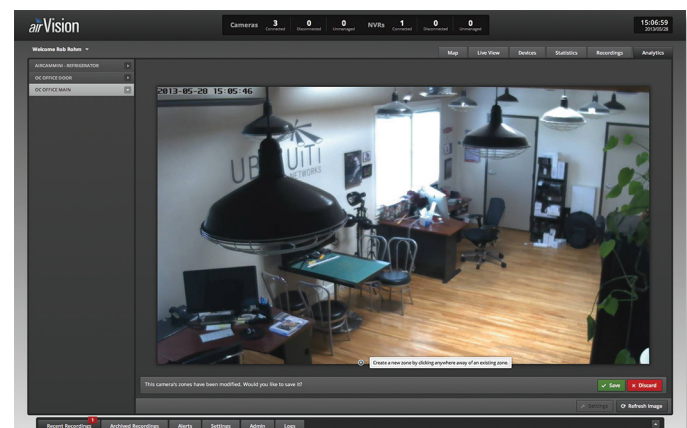 airVision
Cameras 3 Connected 0 Disconnected 0 Unmanaged NVRs 1 Connected 0 Disconnected 0 Unmanaged
15:06:59
2013/05/28
Welcome Rob Rohm
Map Live View Devices Statistics Recordings Analytics
AIRCAMMINI - REFRIGERATOR
OC OFFICE DOOR
OC OFFICE MAIN
2013-05-28 15:05:46
UBIQUITI
NETWORKS
Create a new zone by clicking anywhere away of an existing zone.
This camera's zones have been modified. Would you like to save it?
Save Discard
Settings Refresh Image
1
Recent Recordings Archived Recordings Alerts Settings Admin Logs